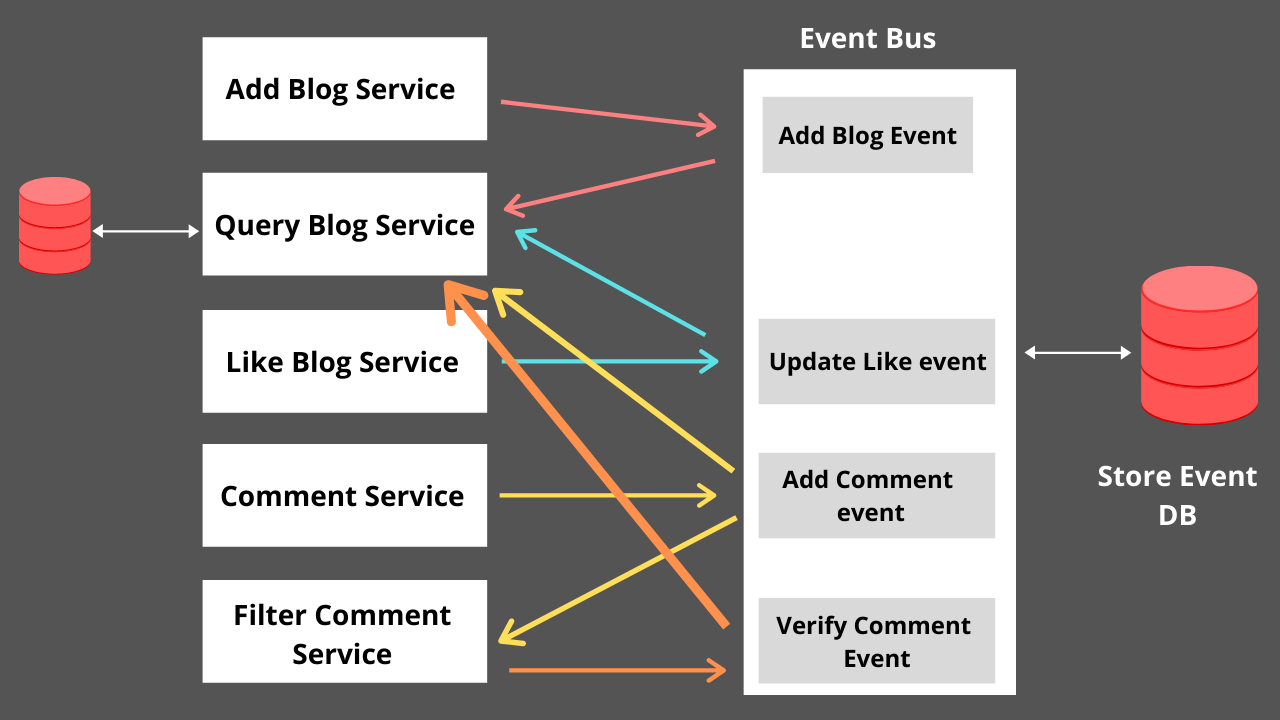 Event Bus
Add Blog Service
Add Blog Event
Query Blog Service
Like Blog Service
Update Like event
Comment Service
Add Comment
event
Store Event
DB
Filter Comment
Service
Verify Comment
Event